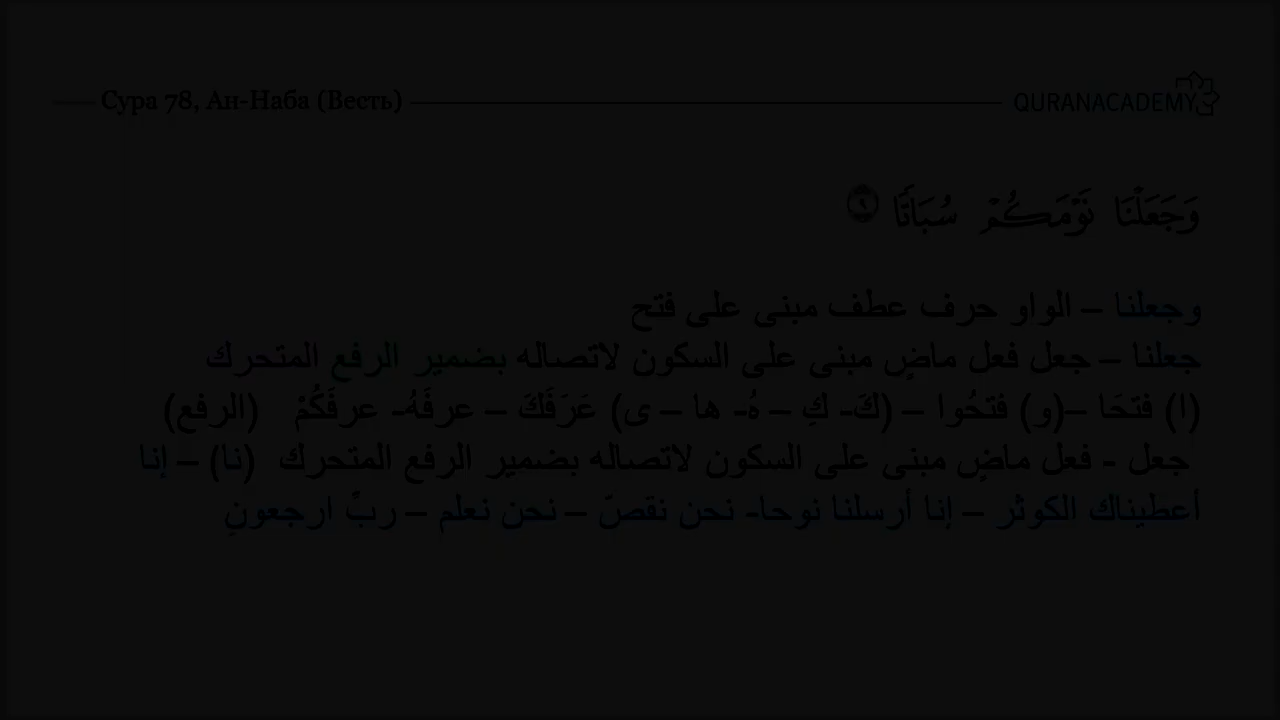 Сура 78, Ан-Наба (Весть)
QURANACADEMY
وَجَعَلْنَا نَوْمَكُمْ سُبَاتًا ٩
وجعلنا – الواو حرف عطف مبنى على فتح
جعلنا – جعل فعل ماضٍ مبنى على السكون لاتصاله بضمير الرفع المتحرك
(ا) فتحَا –(و) فتحُوا – (كَ- كِ – هُ- ها – ى) عَرَفَكَ – عرفَهُ- عرفَكُمْ (الرفع)
جعل - فعل ماضٍ مبنى على السكون لاتصاله بضمير الرفع المتحرك (نا) – إنا
أعطيناك الكوثر – إنا أرسلنا نوحا- نحن نقصّ – نحن نعلم – ربِّ ارجعونِ